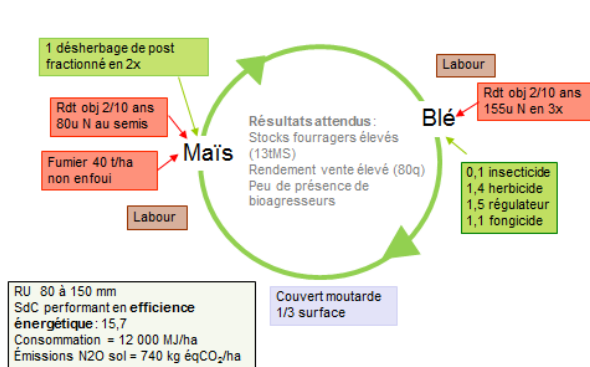 1 désherbage de post
fractionné en 2x
Labour
Rdt obj 2/10 ans
155u N en 3x
Rdt obj 2/10 ans
80u N au semis
Blé
Résultats attendus:
Stocks fourragers élevés
(13tMS)
Rendement vente élevé (80q)
Peu de présence de
bioagresseurs
Maïs
Fumier 40 t/ha
non enfoui
0,1 insecticide
1,4 herbicide
1,5 régulateur
1,1 fongicide
Labour
RU 80 à 150 mm
SdC performant en efficience
énergétique: 15,7
Consommation = 12 000 MJ/ha
Émissions N2O sol = 740 kg éqCO₂/ha
Couvert moutarde
1/3 surface